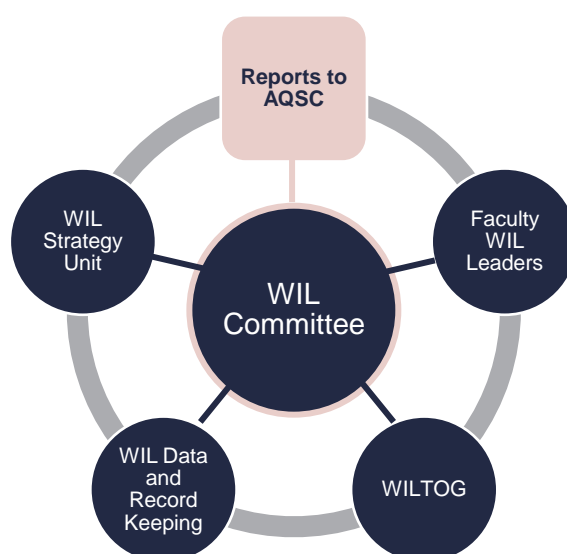 Reports to
AQSC
WIL
Strategy
Unit
Faculty
WIL
Leaders
WIL
Committee
WIL Data
and
Record
Keeping
WILTOG